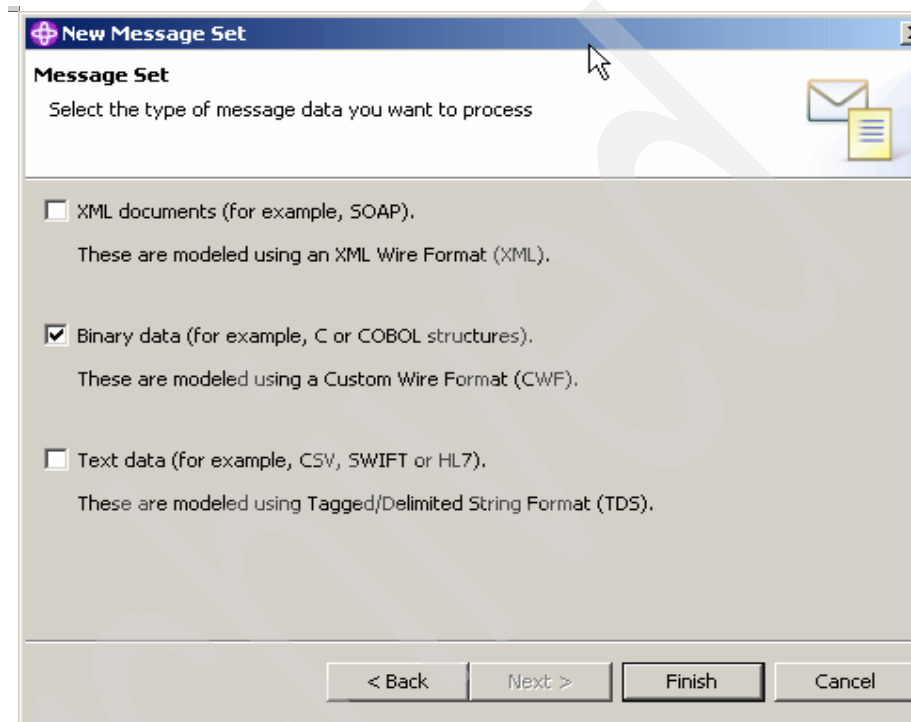 New Message Set
Message Set
Select the type of message data you want to process
XML documents (for example, SOAP).
These are modeled using an XML Wire Format (XML).
Binary data (for example, C or COBOL structures).
These are modeled using a Custom Wire Format (CWF).
Text data (for example, CSV, SWIFT or HL7).
These are modeled using Tagged/Delimited String Format (TDS).
< Back Next > Finish Cancel